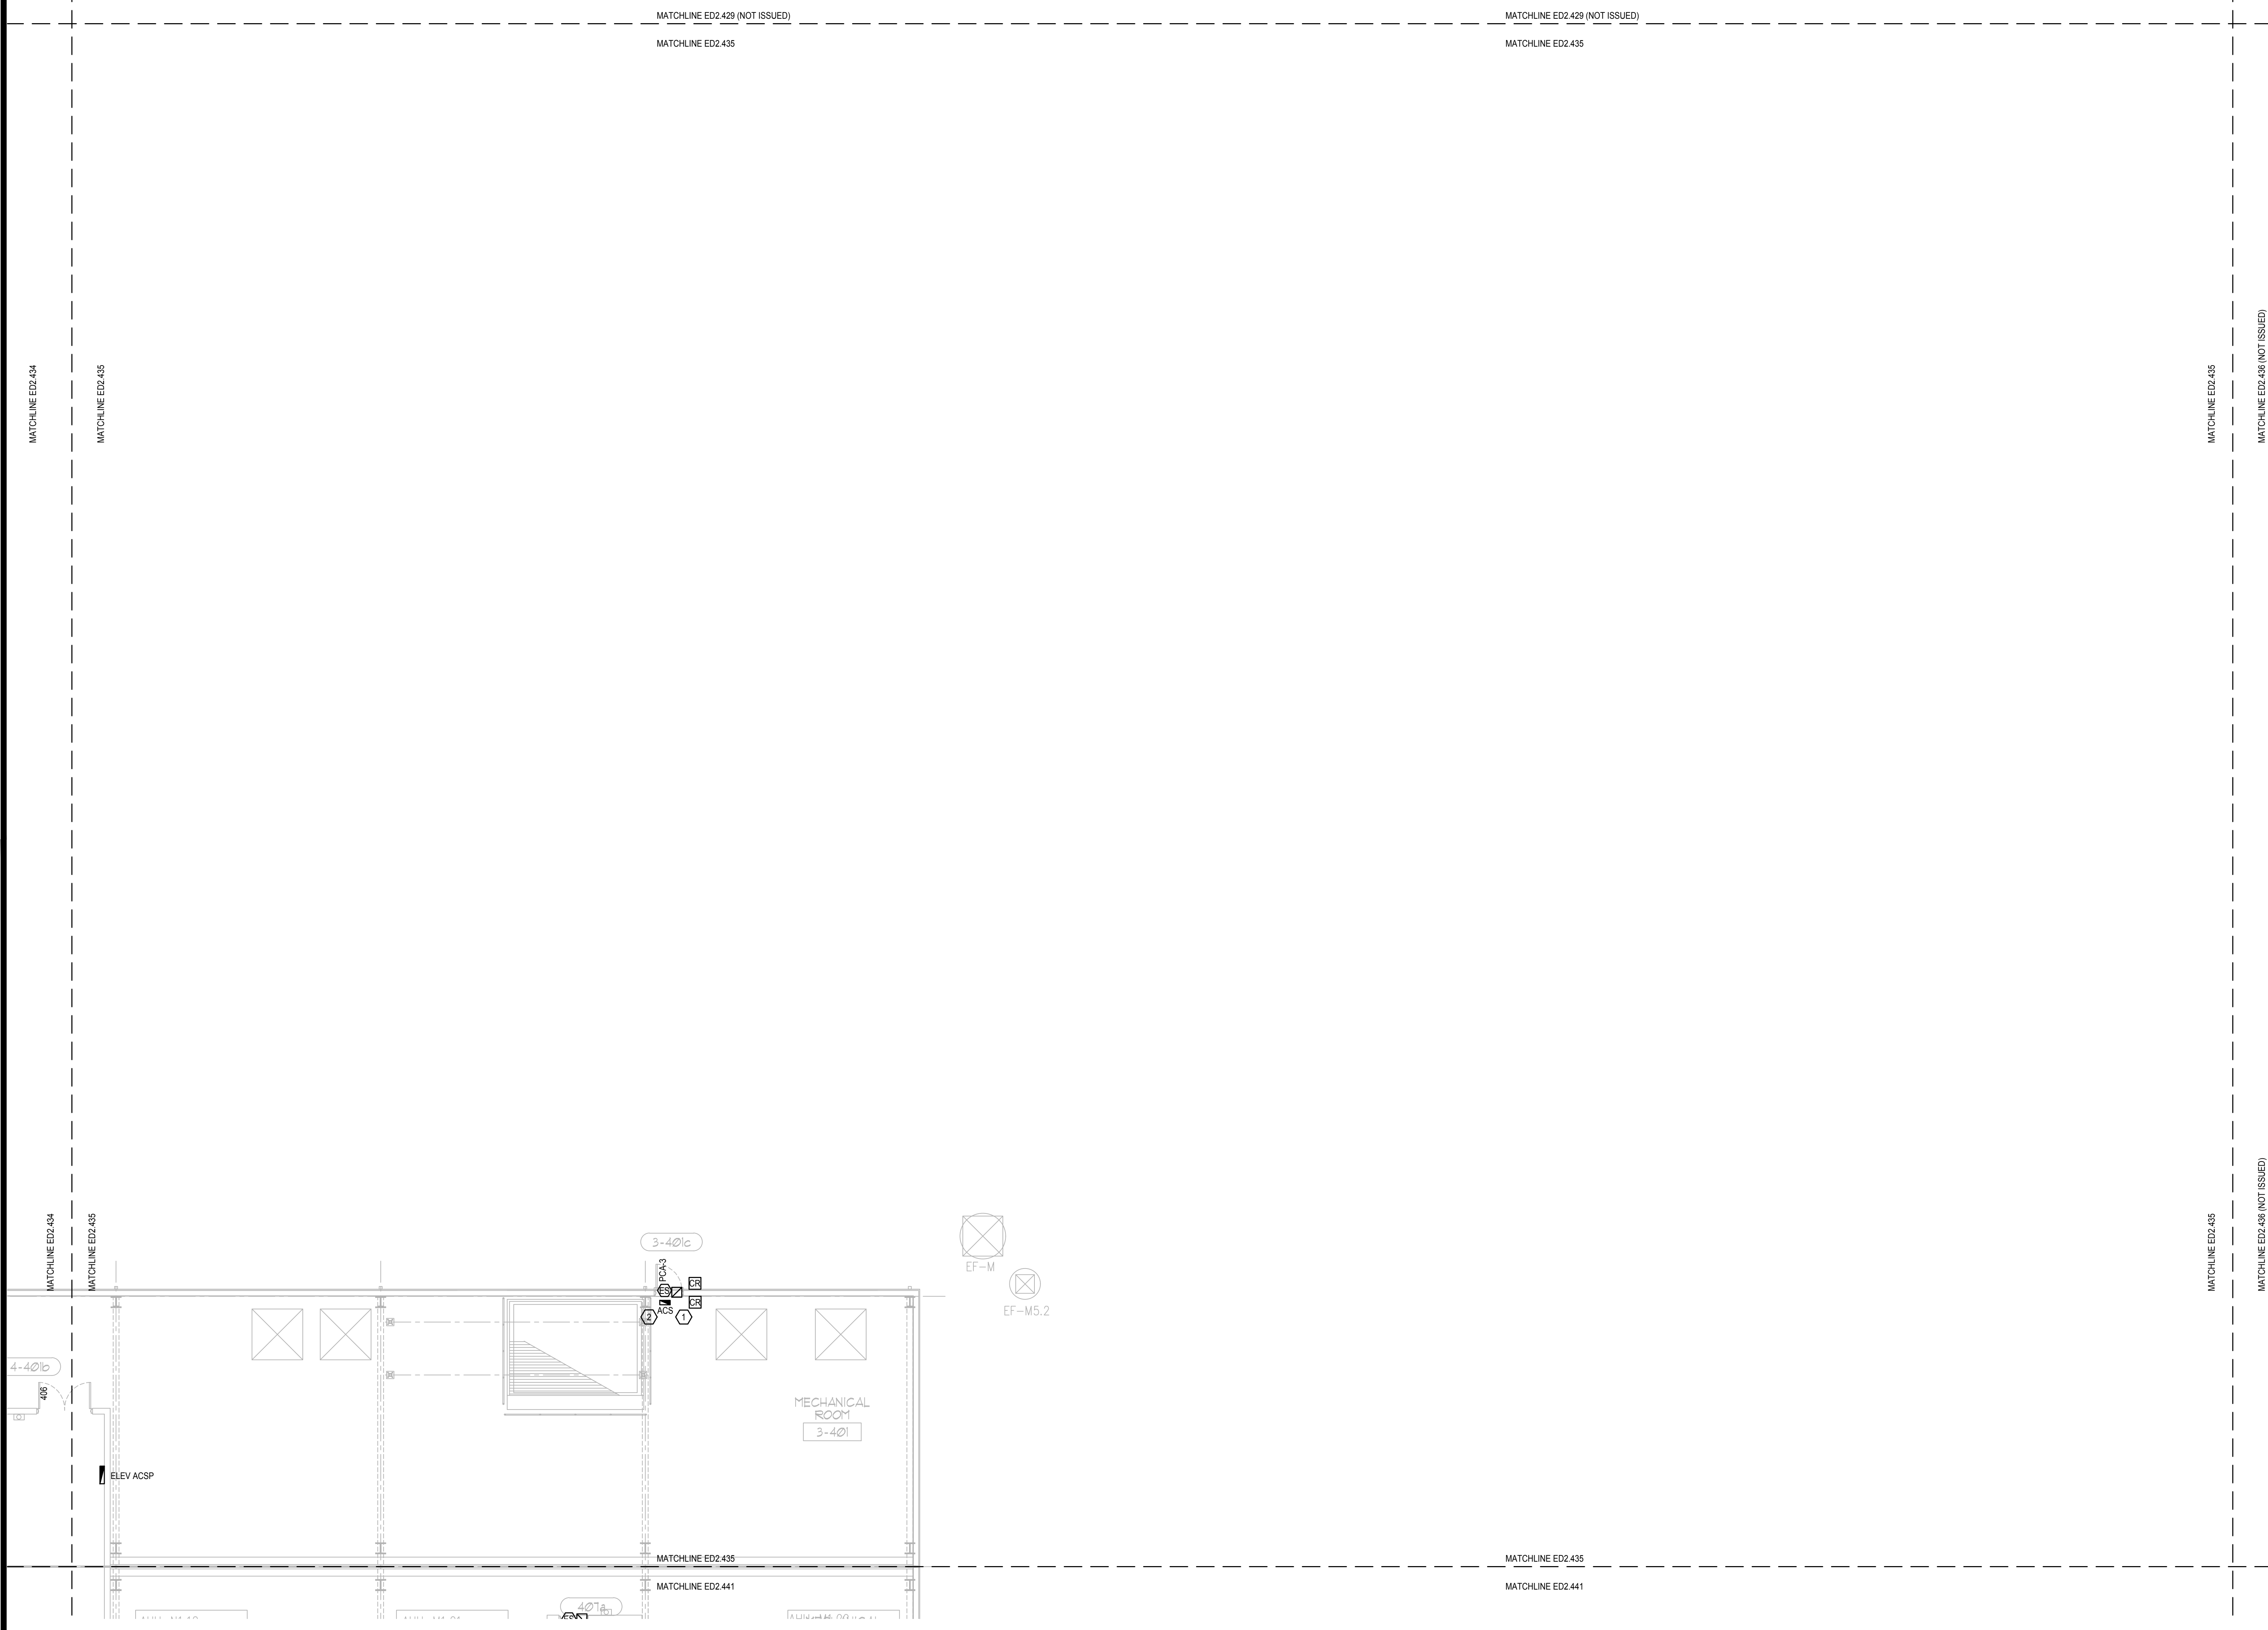 MATCHLINE ED2.429 (NOT ISSUED)
MATCHLINE ED2.429 (NOT ISSUED)
MATCHLINE ED2.435
MATCHLINE ED2.435
MATCHLINE ED2.434
MATCHLINE ED2.435
MATCHLINE ED2.435
MATCHLINE ED2.436 (NOT ISSUED)
MATCHLINE ED2.434
MATCHLINE ED2.435
MATCHLINE ED2.435
MATCHLINE ED2.436 (NOT ISSUED)
3-401c
EF-M
PCA-3
CR
ES
CR
ACS
EF-M5.2
2
1
4-401b
406
MECHANICAL
ROOM
3-401
ELEV ACSP
MATCHLINE ED2.435
MATCHLINE ED2.435
MATCHLINE ED2.441
MATCHLINE ED2.441
407a
ES